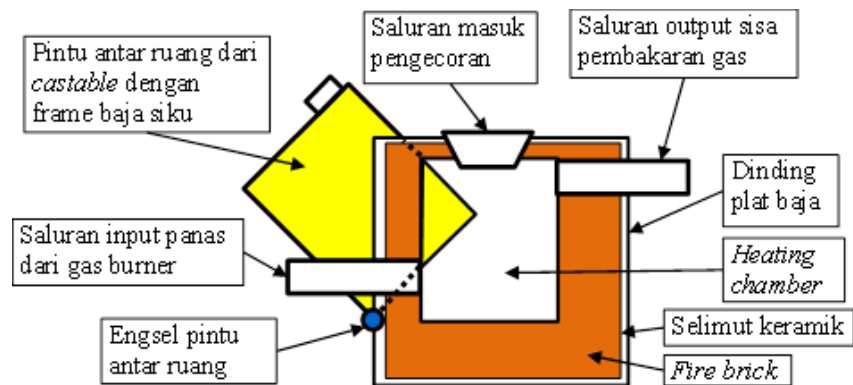 Pintu antar ruang dari
castable dengan
frame baja siku
Saluran masuk
pengecoran
Saluran output sisa
pembakaran gas
Dinding
plat baja
Saluran input panas
dari gas burner
Heating
chamber
Engsel pintu
antar ruang
Selimut keramik
Fire brick